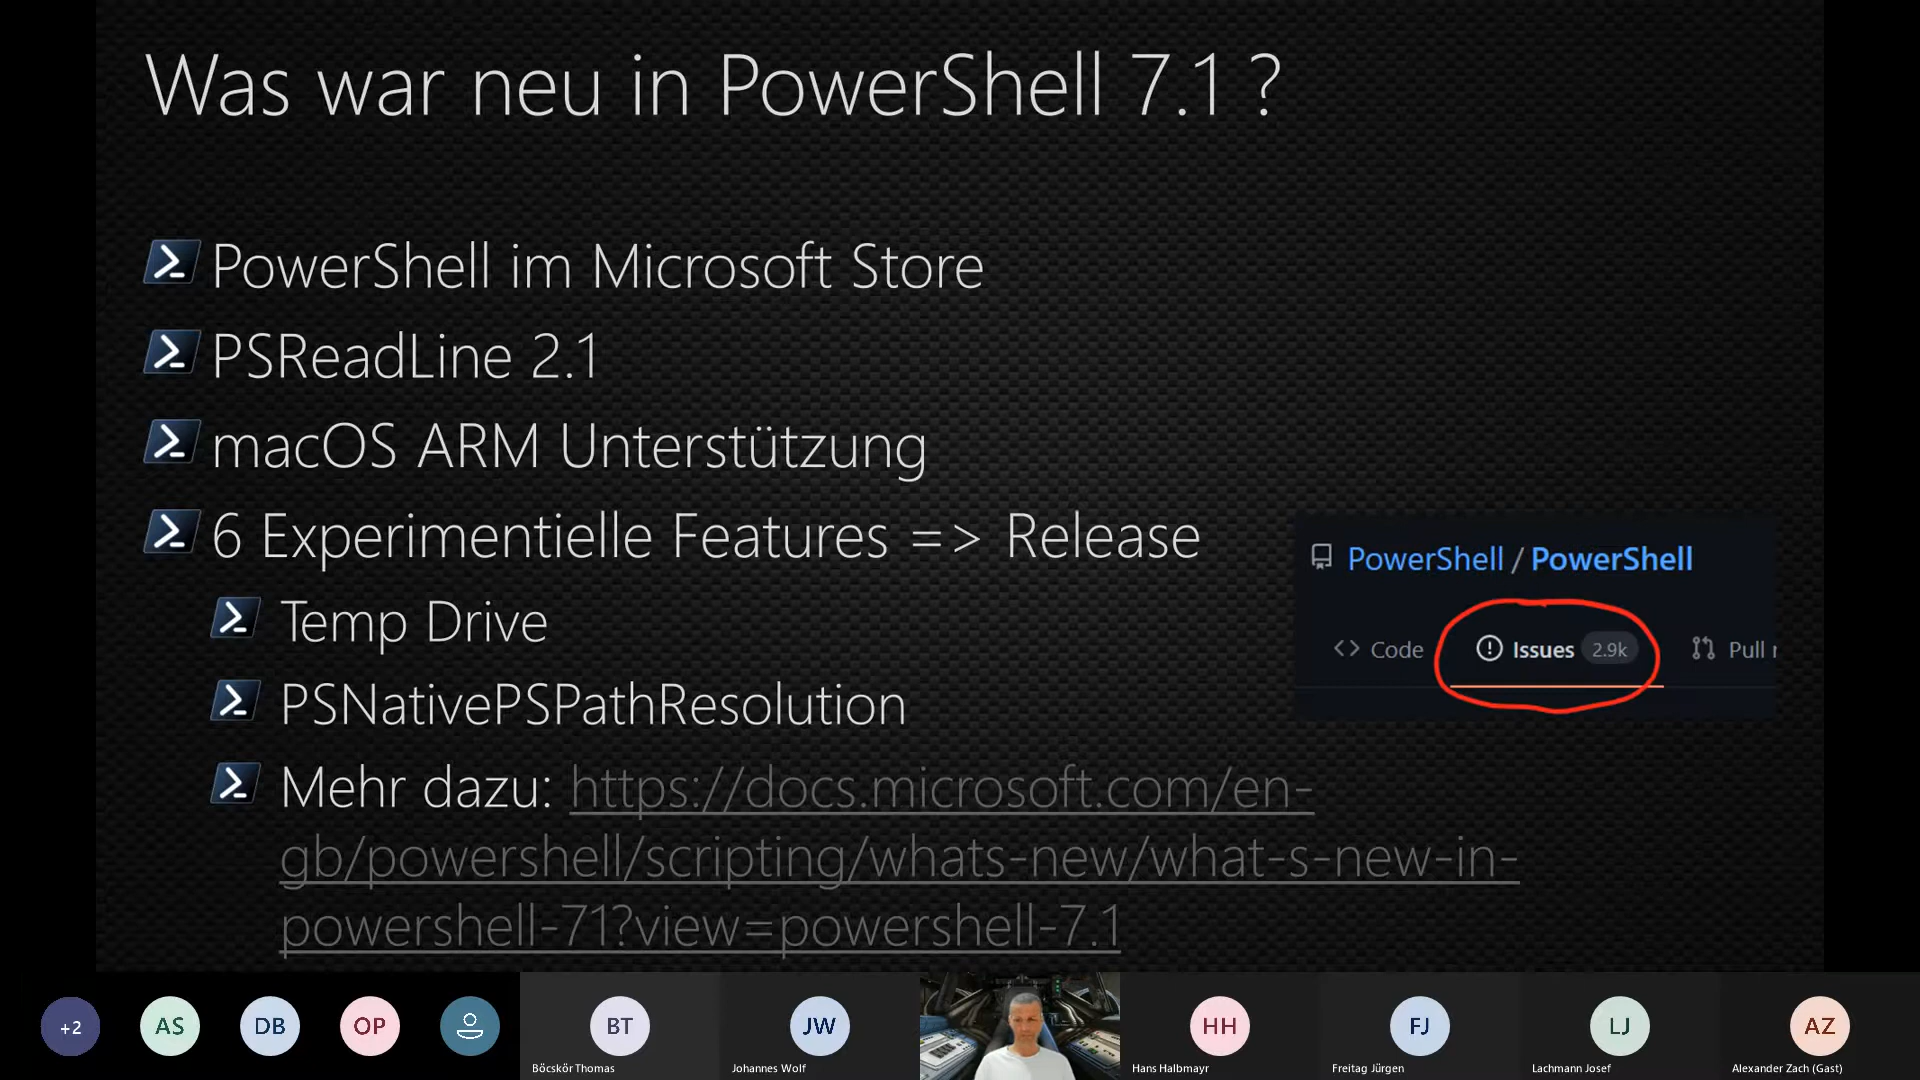 Was war neu in PowerShell 7.1 ?
PowerShell im Microsoft Store
PSReadLine 2.1
macOS ARM Unterstützung
6 Experimentielle Features => Release
Temp Drive
PSNativePSPathResolution
Mehr dazu: https://docs.microsoft.com/en-
gb/powershell/scripting/whats-new/what-s-new-in-
powershell-71?view=powershell-7.1
PowerShell / PowerShell
<> Code
Issues 2.9k
Pull r
+2
AS
DB
OP
BT
Böcskör Thomas
JW
Johannes Wolf
HH
Hans Halbmayr
FJ
Freitag Jürgen
LJ
Lachmann Josef
AZ
Alexander Zach (Gast)